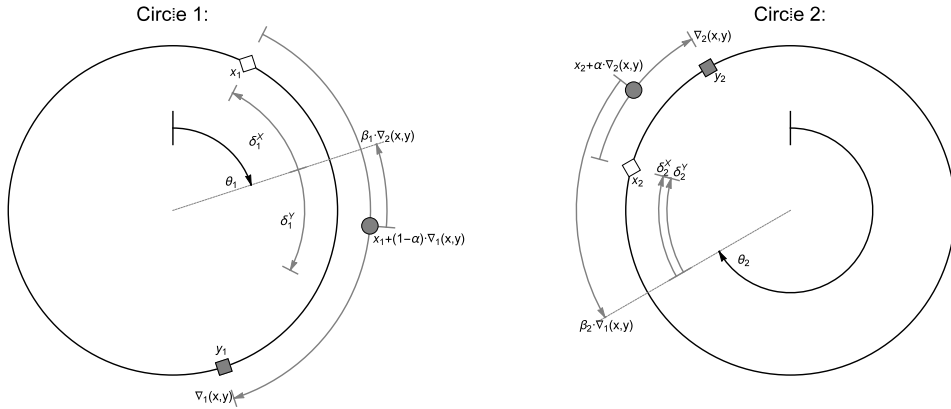 Circle 1:
Circle 2:
x₁
δ₁ˣ
θ₁
β₁·∇₂(x,y)
δ₁ʸ
x₁+(1−α)·∇₁(x,y)
y₁
∇₁(x,y)
∇₂(x,y)
x₂+α·∇₂(x,y)
y₂
x₂
δ₂ˣ δ₂ʸ
θ₂
β₂·∇₁(x,y)